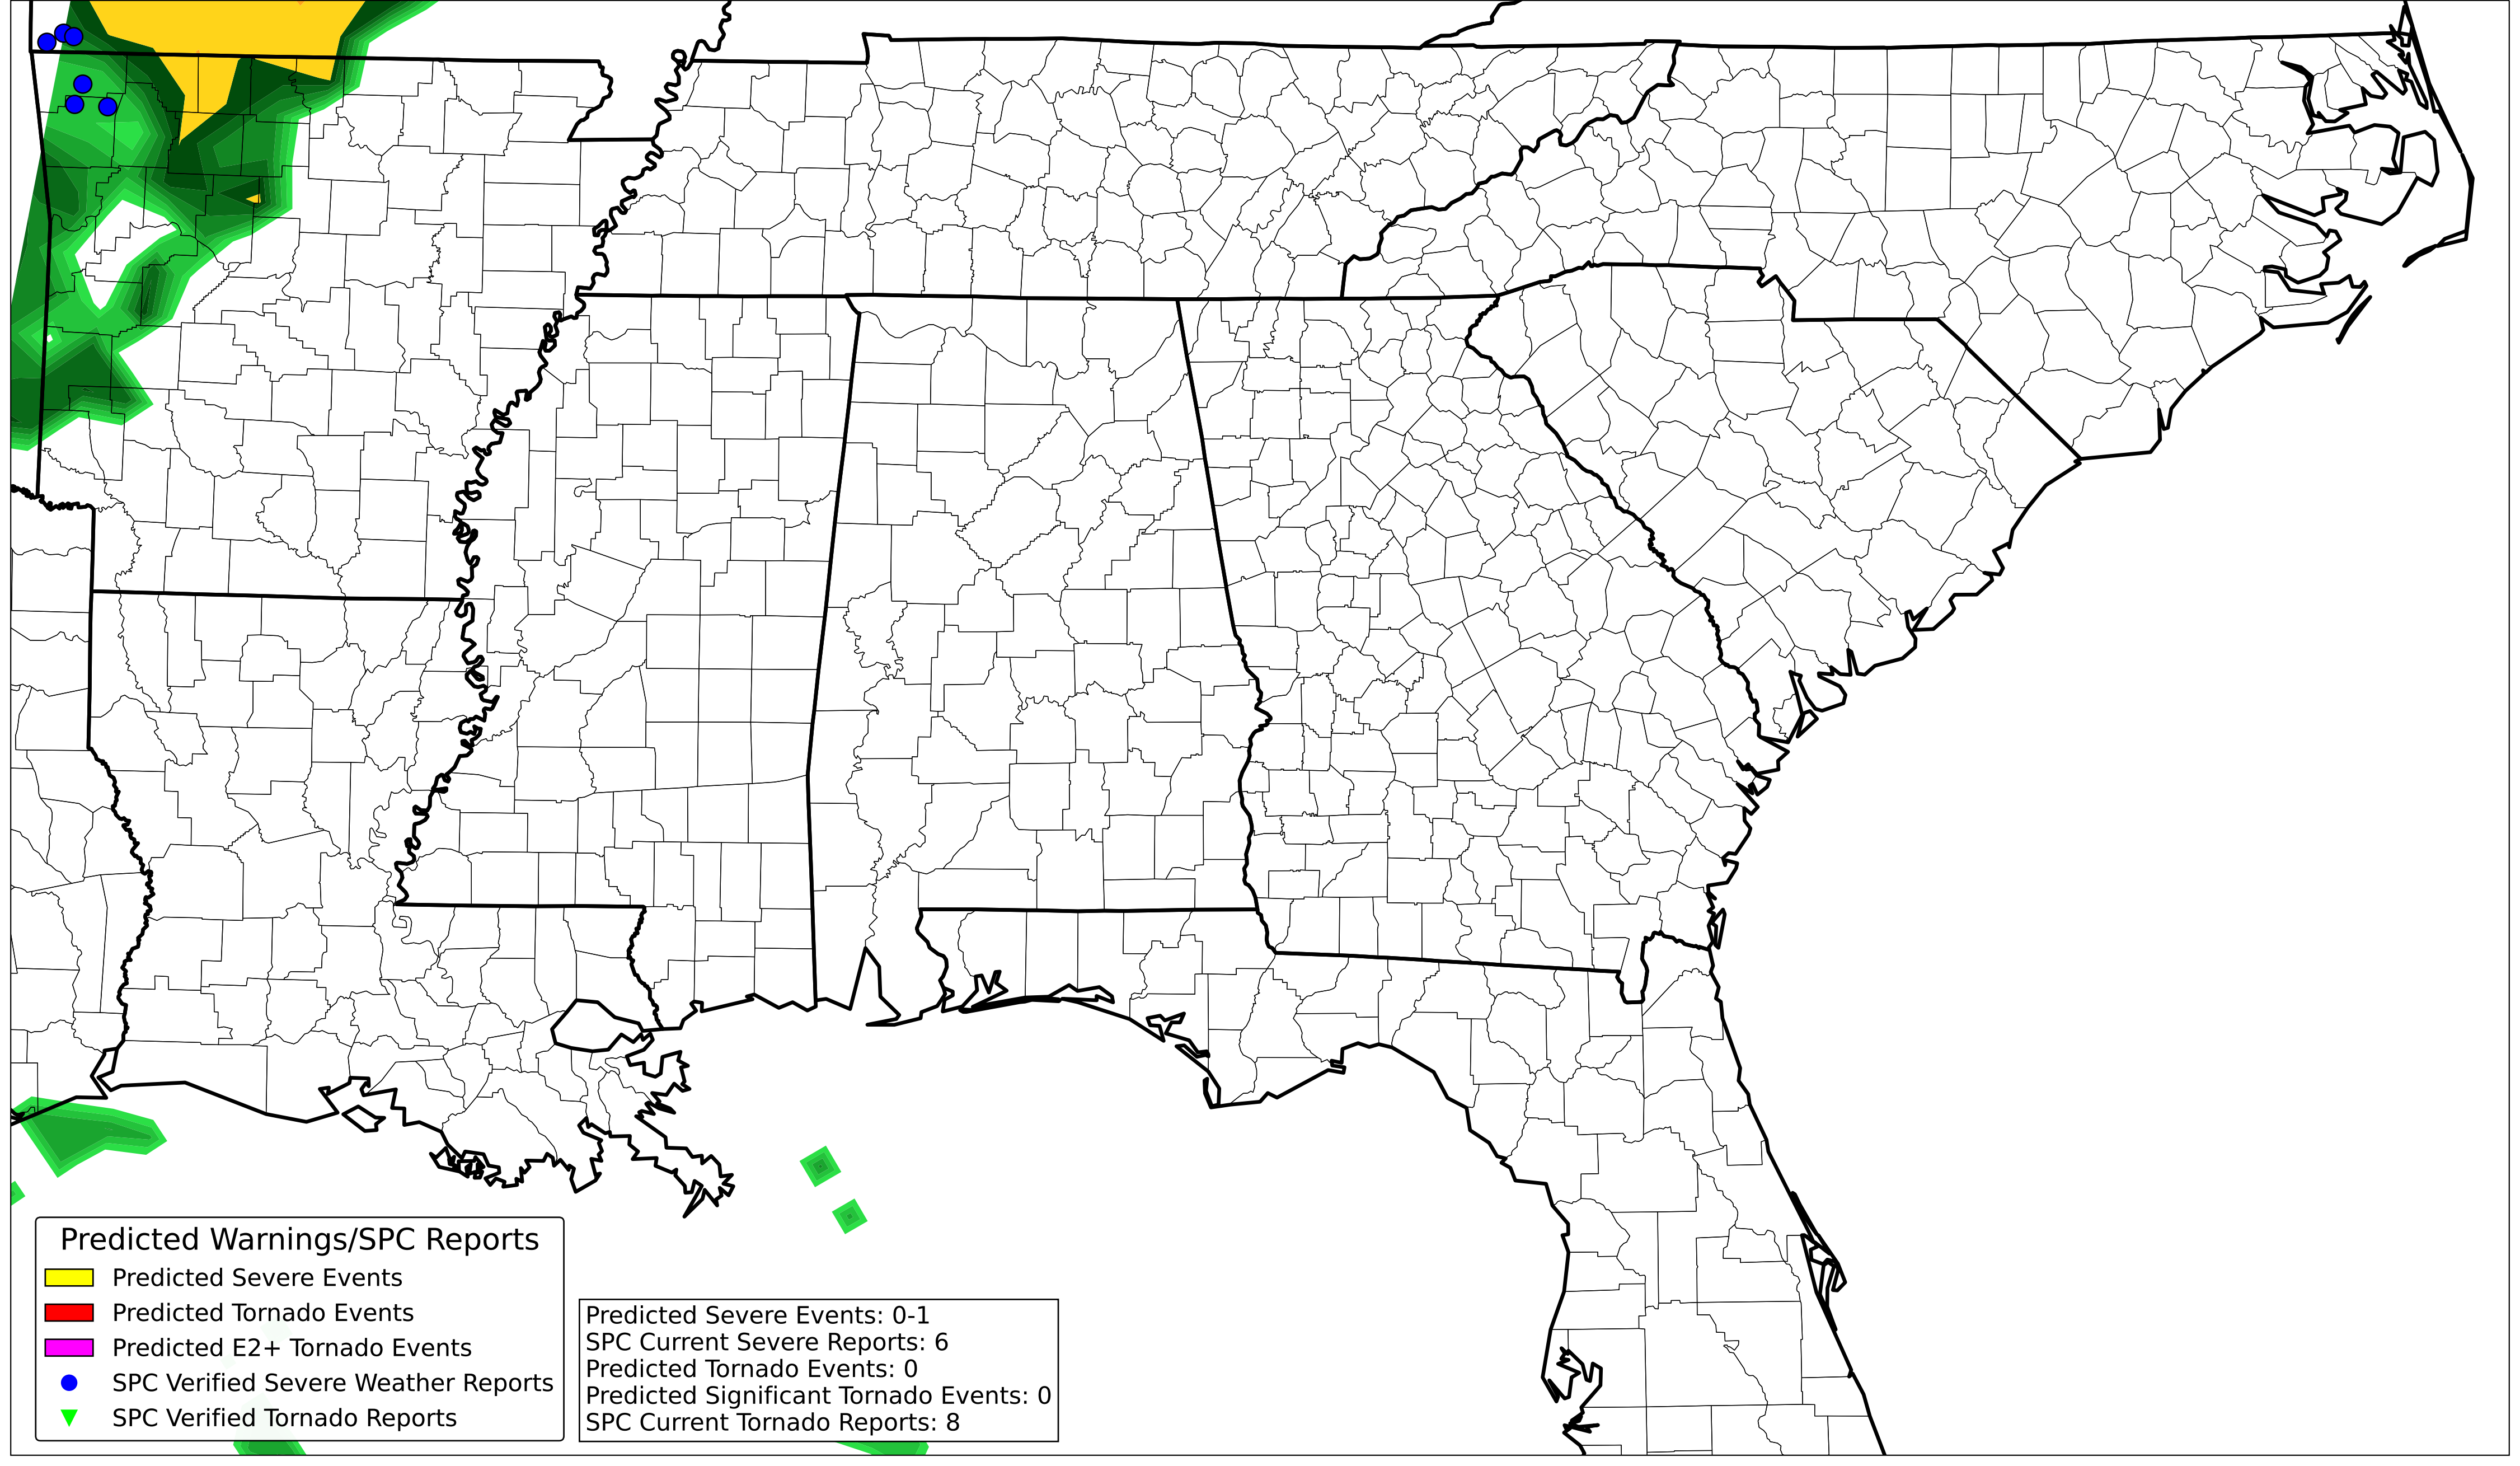 Predicted Warnings/SPC Reports
Predicted Severe Events
Predicted Tornado Events
Predicted E2+ Tornado Events
SPC Verified Severe Weather Reports
SPC Verified Tornado Reports
Predicted Severe Events: 0-1
SPC Current Severe Reports: 6
Predicted Tornado Events: 0
Predicted Significant Tornado Events: 0
SPC Current Tornado Reports: 8